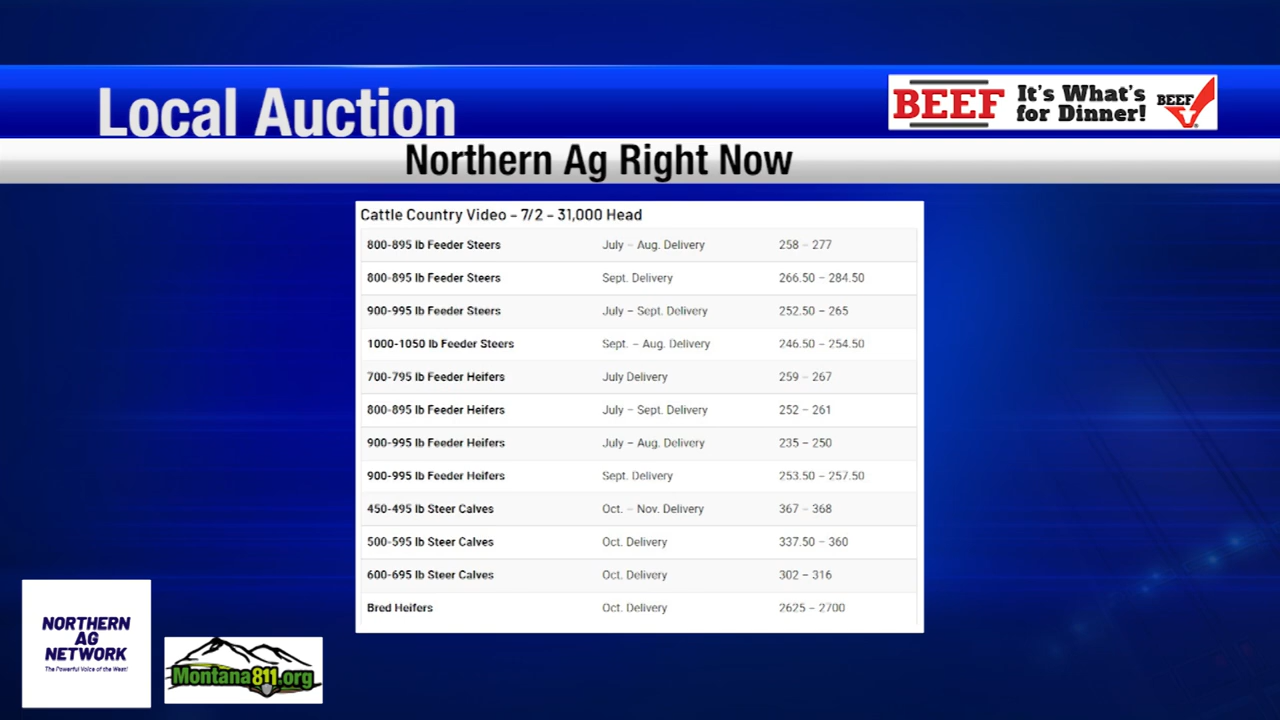 Local Auction
BEEF It's What's for Dinner! BEEF
Northern Ag Right Now
Cattle Country Video – 7/2 – 31,000 Head
800-895 lb Feeder Steers July – Aug. Delivery 258 – 277
800-895 lb Feeder Steers Sept. Delivery 266.50 – 284.50
900-995 lb Feeder Steers July – Sept. Delivery 252.50 – 265
1000-1050 lb Feeder Steers Sept. – Aug. Delivery 246.50 – 254.50
700-795 lb Feeder Heifers July Delivery 259 – 267
800-895 lb Feeder Heifers July – Sept. Delivery 252 – 261
900-995 lb Feeder Heifers July – Aug. Delivery 235 – 250
900-995 lb Feeder Heifers Sept. Delivery 253.50 – 257.50
450-495 lb Steer Calves Oct. – Nov. Delivery 367 – 368
500-595 lb Steer Calves Oct. Delivery 337.50 – 360
600-695 lb Steer Calves Oct. Delivery 302 – 316
Bred Heifers Oct. Delivery 2625 – 2700
NORTHERN
AG
NETWORK
The Powerful Voice of the West!
Montana811.org